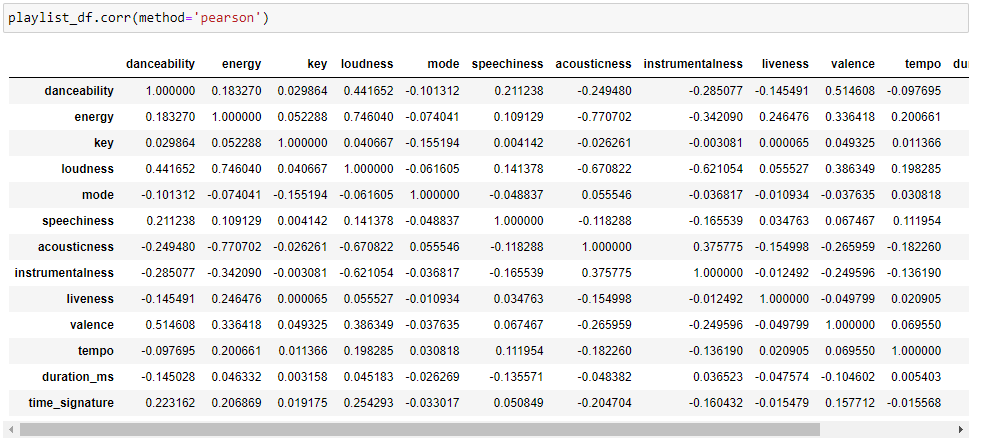 playlist_df.corr(method='pearson')
danceability energy key loudness mode speechiness acousticness instrumentalness liveness valence tempo du
danceability 1.000000 0.183270 0.029864 0.441652 -0.101312 0.211238 -0.249480 -0.285077 -0.145491 0.514608 -0.097695
energy 0.183270 1.000000 0.052288 0.746040 -0.074041 0.109129 -0.770702 -0.342090 0.246476 0.336418 0.200661
key 0.029864 0.052288 1.000000 0.040667 -0.155194 0.004142 -0.026261 -0.003081 0.000065 0.049325 0.011366
loudness 0.441652 0.746040 0.040667 1.000000 -0.061605 0.141378 -0.670822 -0.621054 0.055527 0.386349 0.198285
mode -0.101312 -0.074041 -0.155194 -0.061605 1.000000 -0.048837 0.055546 -0.036817 -0.010934 -0.037635 0.030818
speechiness 0.211238 0.109129 0.004142 0.141378 -0.048837 1.000000 -0.118288 -0.165539 0.034763 0.067467 0.111954
acousticness -0.249480 -0.770702 -0.026261 -0.670822 0.055546 -0.118288 1.000000 0.375775 -0.154998 -0.265959 -0.182260
instrumentalness -0.285077 -0.342090 -0.003081 -0.621054 -0.036817 -0.165539 0.375775 1.000000 -0.012492 -0.249596 -0.136190
liveness -0.145491 0.246476 0.000065 0.055527 -0.010934 0.034763 -0.154998 -0.012492 1.000000 -0.049799 0.020905
valence 0.514608 0.336418 0.049325 0.386349 -0.037635 0.067467 -0.265959 -0.249596 -0.049799 1.000000 0.069550
tempo -0.097695 0.200661 0.011366 0.198285 0.030818 0.111954 -0.182260 -0.136190 0.020905 0.069550 1.000000
duration_ms -0.145028 0.046332 0.003158 0.045183 -0.026269 -0.135571 -0.048382 0.036523 -0.047574 -0.104602 0.005403
time_signature 0.223162 0.206869 0.019175 0.254293 -0.033017 0.050849 -0.204704 -0.160432 -0.015479 0.157712 -0.015568